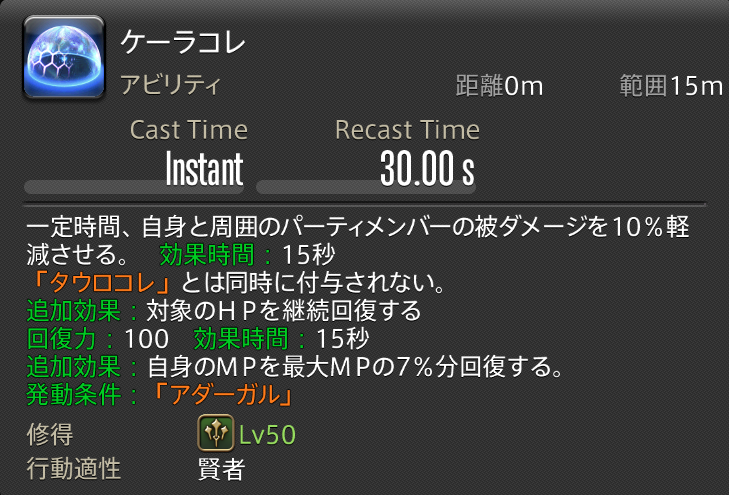 ケーラコレ
アビリティ 距離0m 範囲15m
Cast Time Recast Time
Instant 30.00 s
一定時間、自身と周囲のパーティメンバーの被ダメージを10％軽
減させる。 効果時間：15秒
「タウロコレ」とは同時に付与されない。
追加効果：対象のＨＰを継続回復する
回復力：100 効果時間：15秒
追加効果：自身のＭＰを最大ＭＰの7％分回復する。
発動条件：「アダーガル」
修得 Lv50
行動適性 賢者